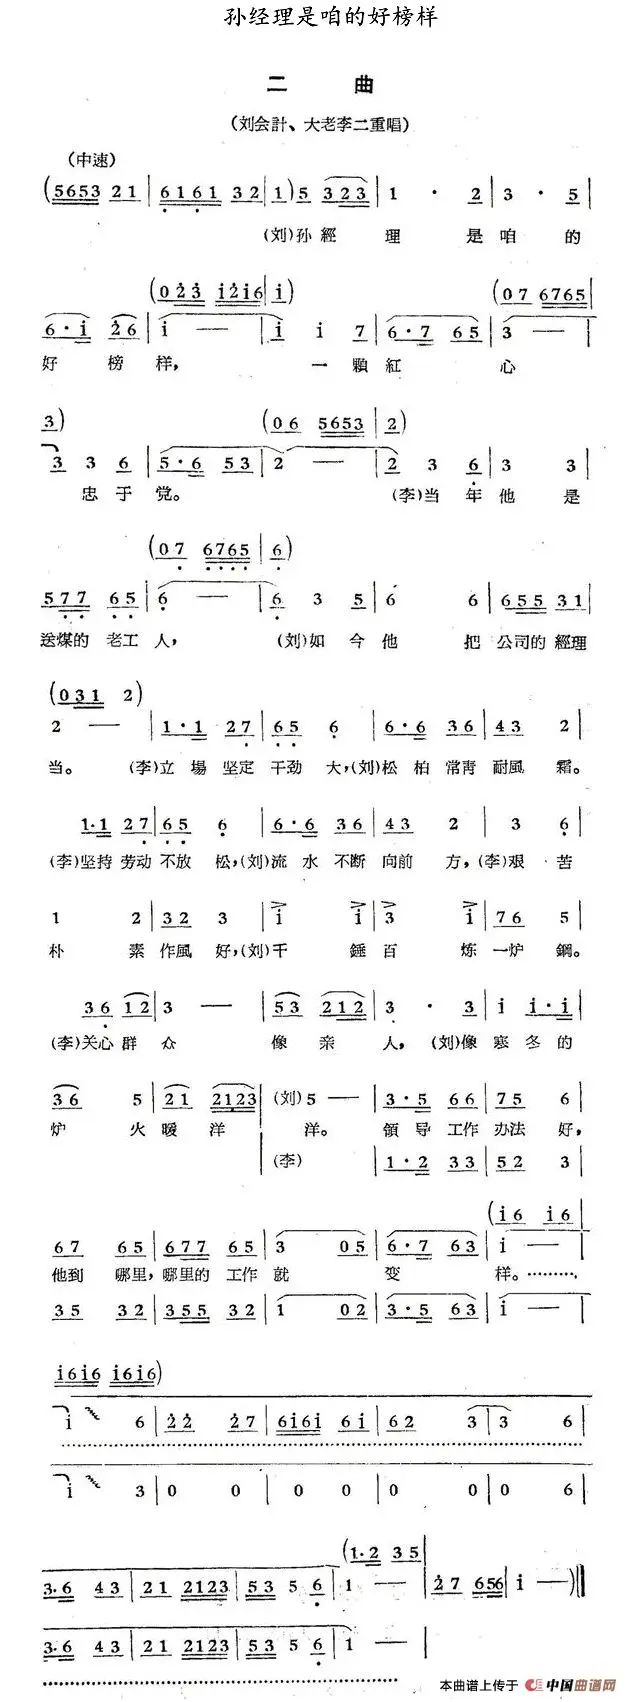 孙经理是咱的好榜样
二 曲
(刘会計、大老李二重唱)
(中速)
(5653 21 | 6161 32 | 1) 5 323 | 1 · 2 | 3 · 5 |
(刘)孙 經 理 是 咱 的
(023 i2i6 | i) (07 6765 |
6·i 26 | i — | i i 7 | 6·7 65 | 3 — |
好 榜 样, 一 顆 紅 心
3) (06 5653 | 2)
3 3 6 | 5·6 53 | 2 — | 2 3 6 | 3 3 |
忠 于 党。 (李)当 年 他 是
(07 6765 | 6)
577 65 | 6 — | 6 3 5 | 6 6 | 655 31 |
送煤的 老工 人, (刘)如 今 他 把 公司的 經理
(031 2)
2 — | 1·1 27 | 65 6 | 6·6 36 | 43 2 |
当。 (李)立 場 坚定 干劲 大,(刘)松 柏 常靑 耐風 霜。
1·1 27 | 65 6 | 6·6 36 | 43 2 | 3 6 |
(李)坚持 劳动 不放 松,(刘)流 水 不断 向前 方,(李)艰 苦
1 2 | 32 3 | i i | 3 i | 76 5 |
朴 素 作風 好,(刘)千 錘 百 炼 一炉 鋼。
36 12 | 3 — | 53 212 | 3 · 3 | i i·i |
(李)关心 群 众 像 亲 人, (刘)像 寒 冬 的
36 5 | 21 2123 | (刘)5 — | 3·5 66 | 75 6 |
炉 火 暖 洋 洋。 領 导 工作 办法 好,
(李) | 1·2 33 | 52 3 |
(i6 i6 |
67 65 | 677 65 | 3 05 | 6·7 63 | i — |
他到 哪里, 哪里的 工作 就 变 样。………
35 32 | 355 32 | 1 02 | 3·5 63 | i — |
i6i6 i6i6)
i 6 | 22 27 | 6i6i 6i | 62 3 | 3 6 |
i 3 | 0 0 | 0 0 | 0 0 | 0 6 |
(1·2 35 |
3·6 43 | 21 2123 | 53 5 6 | 1 — | 27 656 | i — )‖
3·6 43 | 21 2123 | 53 5 6 | 1 — |
本曲谱上传于 中国曲谱网